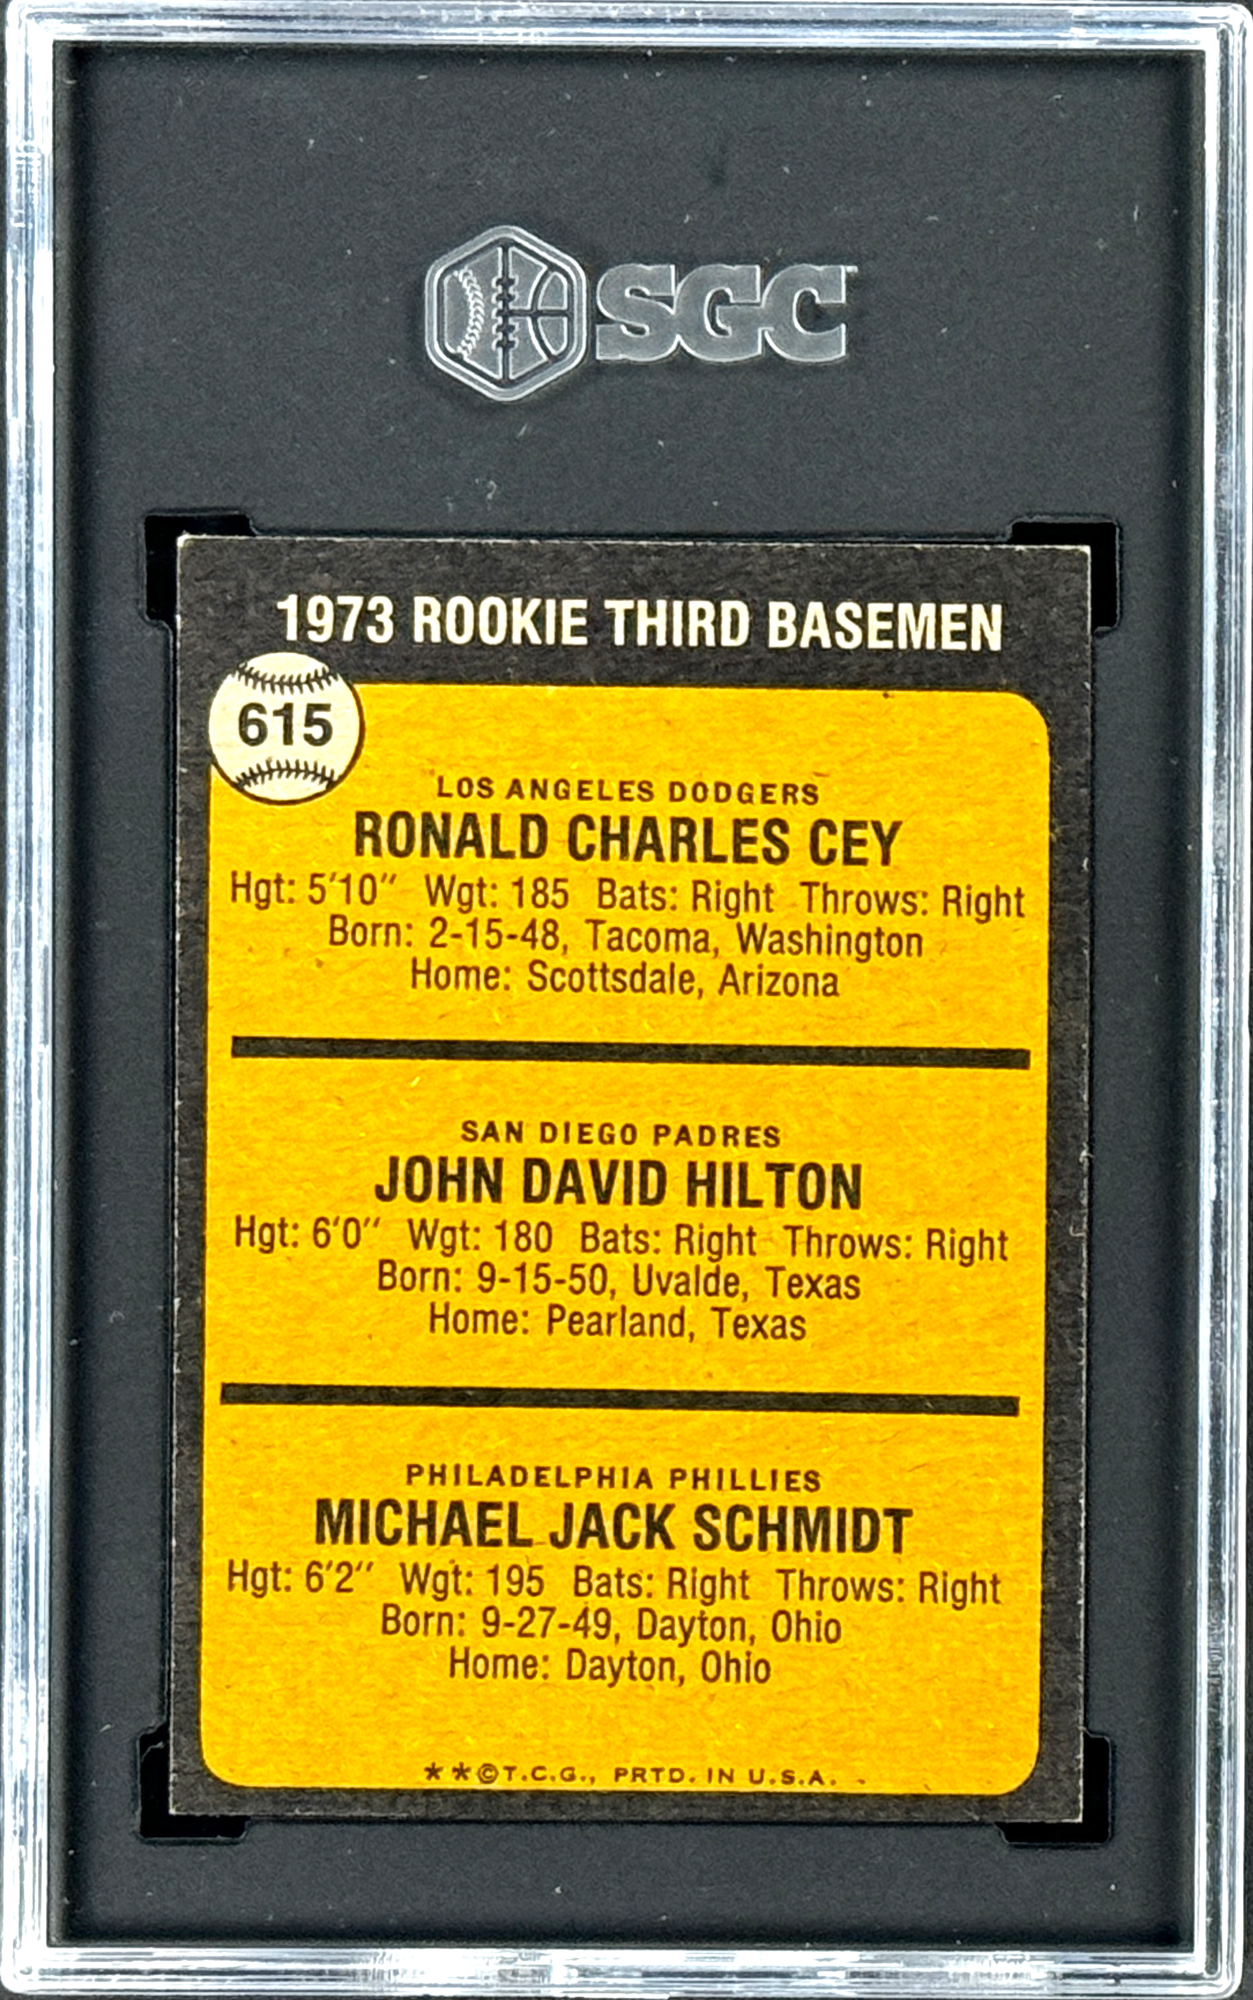 SGC
1973 ROOKIE THIRD BASEMEN
615
LOS ANGELES DODGERS
RONALD CHARLES CEY
Hgt: 5'10" Wgt: 185 Bats: Right Throws: Right
Born: 2-15-48, Tacoma, Washington
Home: Scottsdale, Arizona
SAN DIEGO PADRES
JOHN DAVID HILTON
Hgt: 6'0" Wgt: 180 Bats: Right Throws: Right
Born: 9-15-50, Uvalde, Texas
Home: Pearland, Texas
PHILADELPHIA PHILLIES
MICHAEL JACK SCHMIDT
Hgt: 6'2" Wgt: 195 Bats: Right Throws: Right
Born: 9-27-49, Dayton, Ohio
Home: Dayton, Ohio
**©T.C.G., PRTD. IN U.S.A.